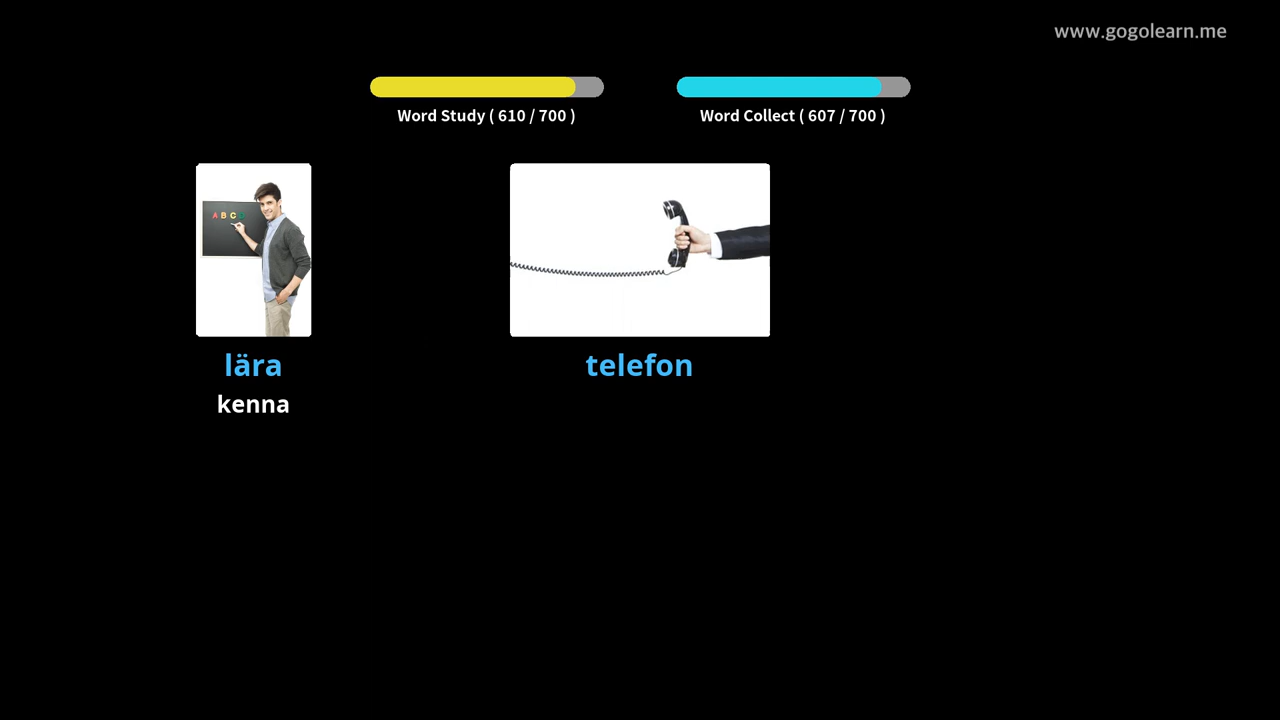 www.gogolearn.me
Word Study ( 610 / 700 )
Word Collect ( 607 / 700 )
A B C D
lära
telefon
kenna